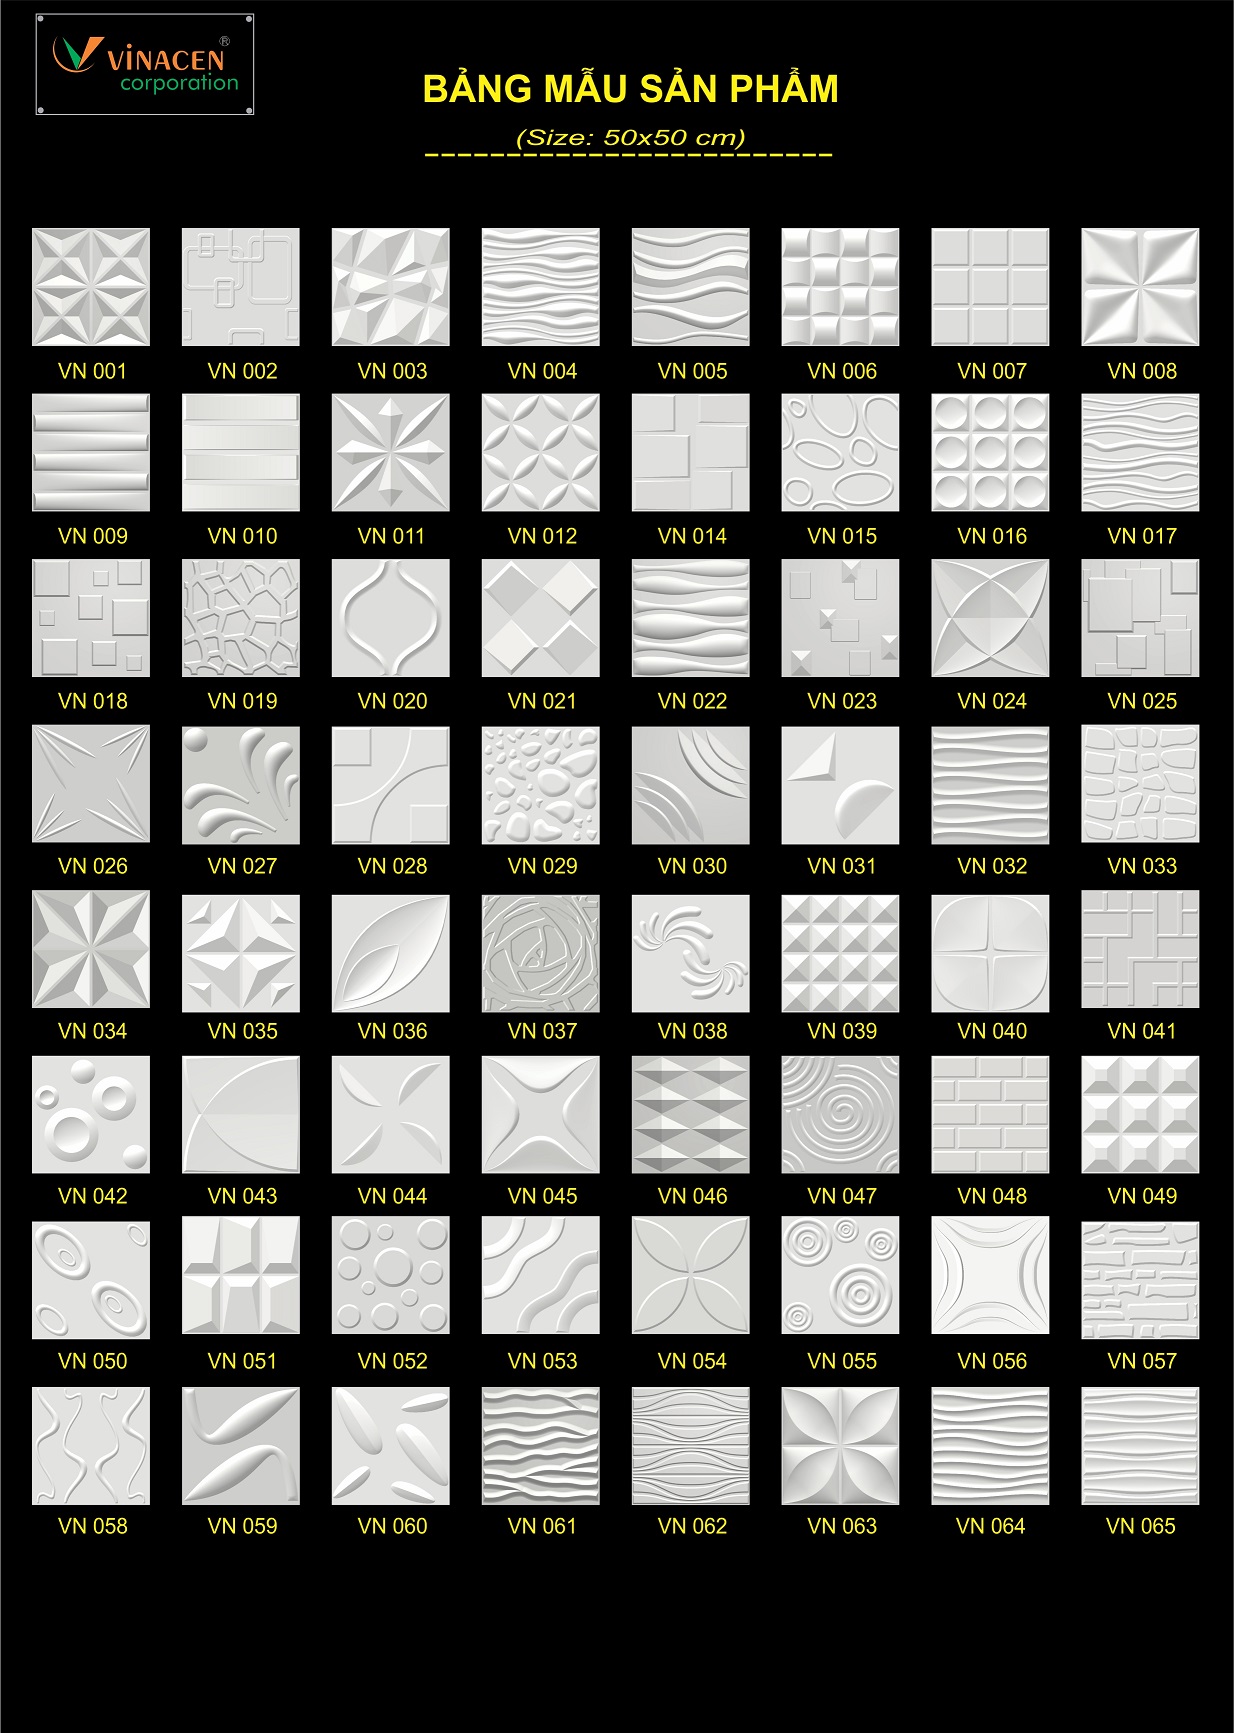 VINACEN®
corporation
BẢNG MẪU SẢN PHẨM
(Size: 50x50 cm)
VN 001 VN 002 VN 003 VN 004 VN 005 VN 006 VN 007 VN 008
VN 009 VN 010 VN 011 VN 012 VN 014 VN 015 VN 016 VN 017
VN 018 VN 019 VN 020 VN 021 VN 022 VN 023 VN 024 VN 025
VN 026 VN 027 VN 028 VN 029 VN 030 VN 031 VN 032 VN 033
VN 034 VN 035 VN 036 VN 037 VN 038 VN 039 VN 040 VN 041
VN 042 VN 043 VN 044 VN 045 VN 046 VN 047 VN 048 VN 049
VN 050 VN 051 VN 052 VN 053 VN 054 VN 055 VN 056 VN 057
VN 058 VN 059 VN 060 VN 061 VN 062 VN 063 VN 064 VN 065